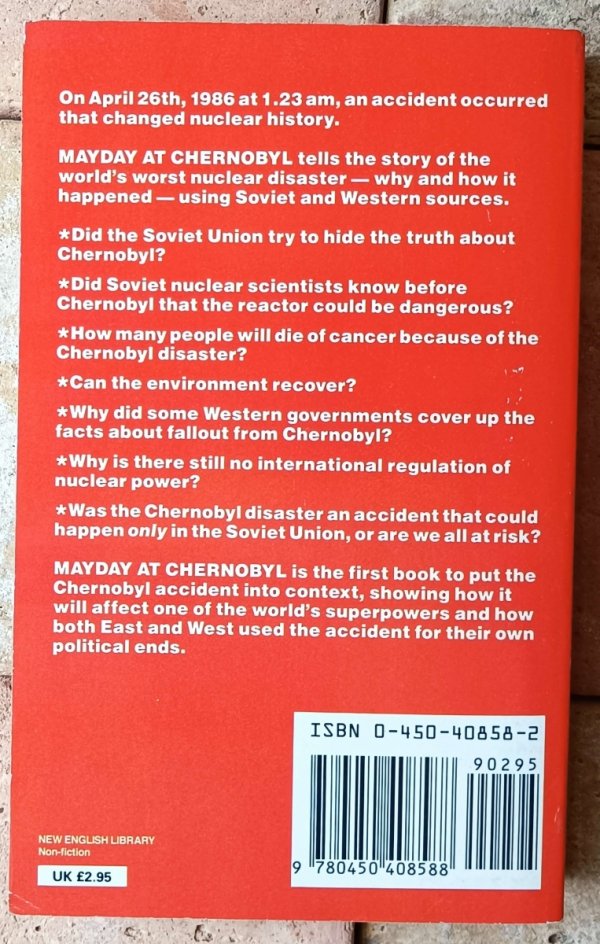 On April 26th, 1986 at 1.23 am, an accident occurred
that changed nuclear history.
MAYDAY AT CHERNOBYL tells the story of the
world's worst nuclear disaster — why and how it
happened — using Soviet and Western sources.
*Did the Soviet Union try to hide the truth about
Chernobyl?
*Did Soviet nuclear scientists know before
Chernobyl that the reactor could be dangerous?
*How many people will die of cancer because of the
Chernobyl disaster?
*Can the environment recover?
*Why did some Western governments cover up the
facts about fallout from Chernobyl?
*Why is there still no international regulation of
nuclear power?
*Was the Chernobyl disaster an accident that could
happen only in the Soviet Union, or are we all at risk?
MAYDAY AT CHERNOBYL is the first book to put the
Chernobyl accident into context, showing how it
will affect one of the world's superpowers and how
both East and West used the accident for their own
political ends.
ISBN 0-450-40858-2
90295
9 780450 408588
NEW ENGLISH LIBRARY
Non-fiction
UK £2.95